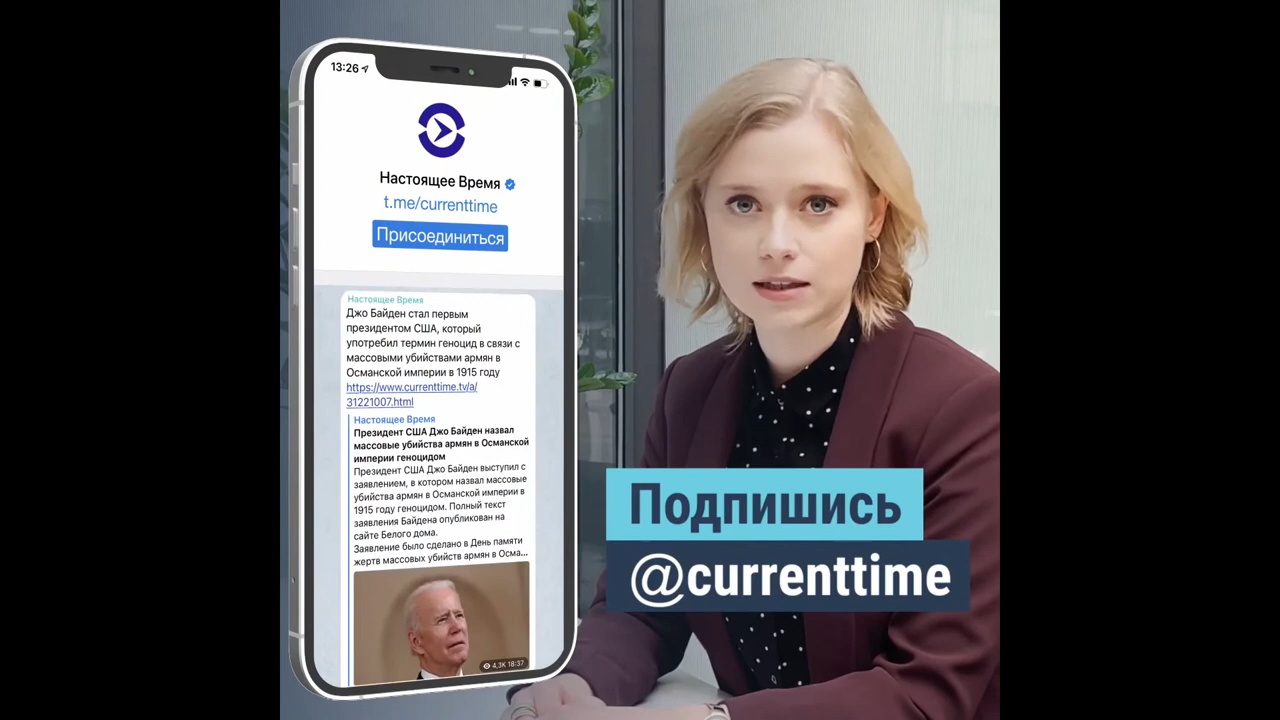 13:26
Настоящее Время
t.me/currenttime
Присоединиться
Настоящее Время
Джо Байден стал первым
президентом США, который
употребил термин геноцид в связи с
массовыми убийствами армян в
Османской империи в 1915 году
https://www.currenttime.tv/a/
31221007.html
Настоящее Время
Президент США Джо Байден назвал
массовые убийства армян в Османской
империи геноцидом
Президент США Джо Байден выступил с
заявлением, в котором назвал массовые
убийства армян в Османской империи в
1915 году геноцидом. Полный текст
заявления Байдена опубликован на
сайте Белого дома.
Заявление было сделано в День памяти
жертв массовых убийств армян в Осма...
4,3K 18:37
Подпишись
@currenttime